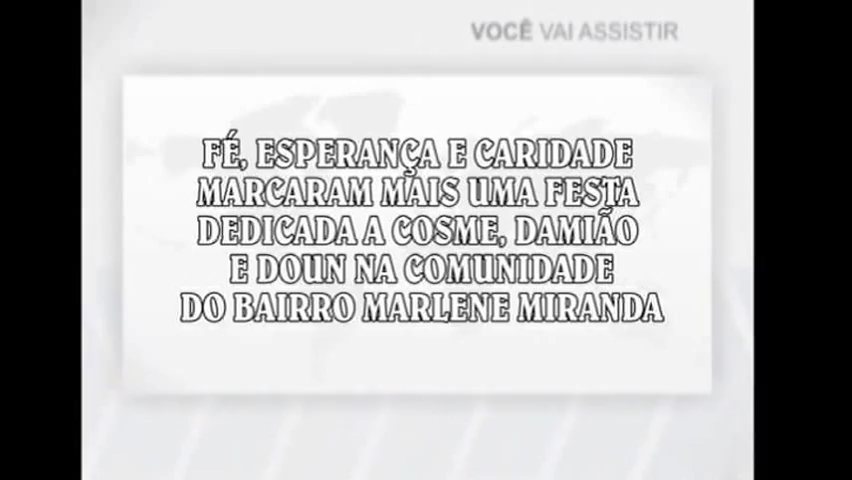 VOCÊ VAI ASSISTIR
FÉ, ESPERANÇA E CARIDADE
MARCARAM MAIS UMA FESTA
DEDICADA A COSME, DAMIÃO
E DOUN NA COMUNIDADE
DO BAIRRO MARLENE MIRANDA